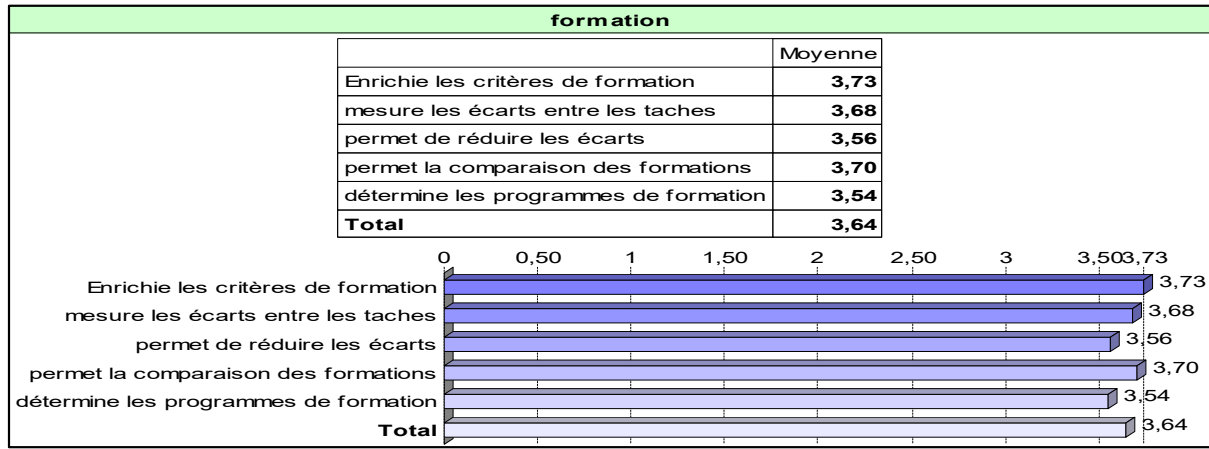 formation
Moyenne
Enrichie les critères de formation 3,73
mesure les écarts entre les taches 3,68
permet de réduire les écarts 3,56
permet la comparaison des formations 3,70
détermine les programmes de formation 3,54
Total 3,64
0 0,50 1 1,50 2 2,50 3 3,50 3,73
Enrichie les critères de formation 3,73
mesure les écarts entre les taches 3,68
permet de réduire les écarts 3,56
permet la comparaison des formations 3,70
détermine les programmes de formation 3,54
Total 3,64